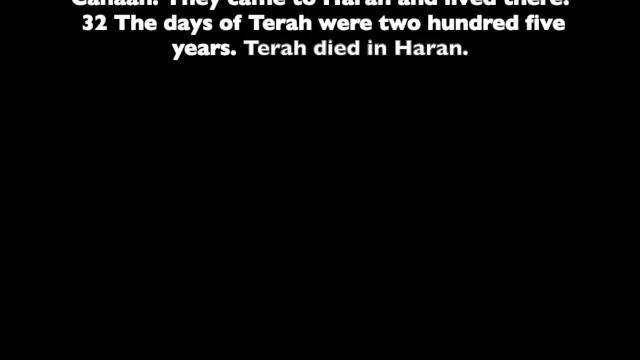 Canaan. They came to Haran and lived there.
32 The days of Terah were two hundred five
years. Terah died in Haran.